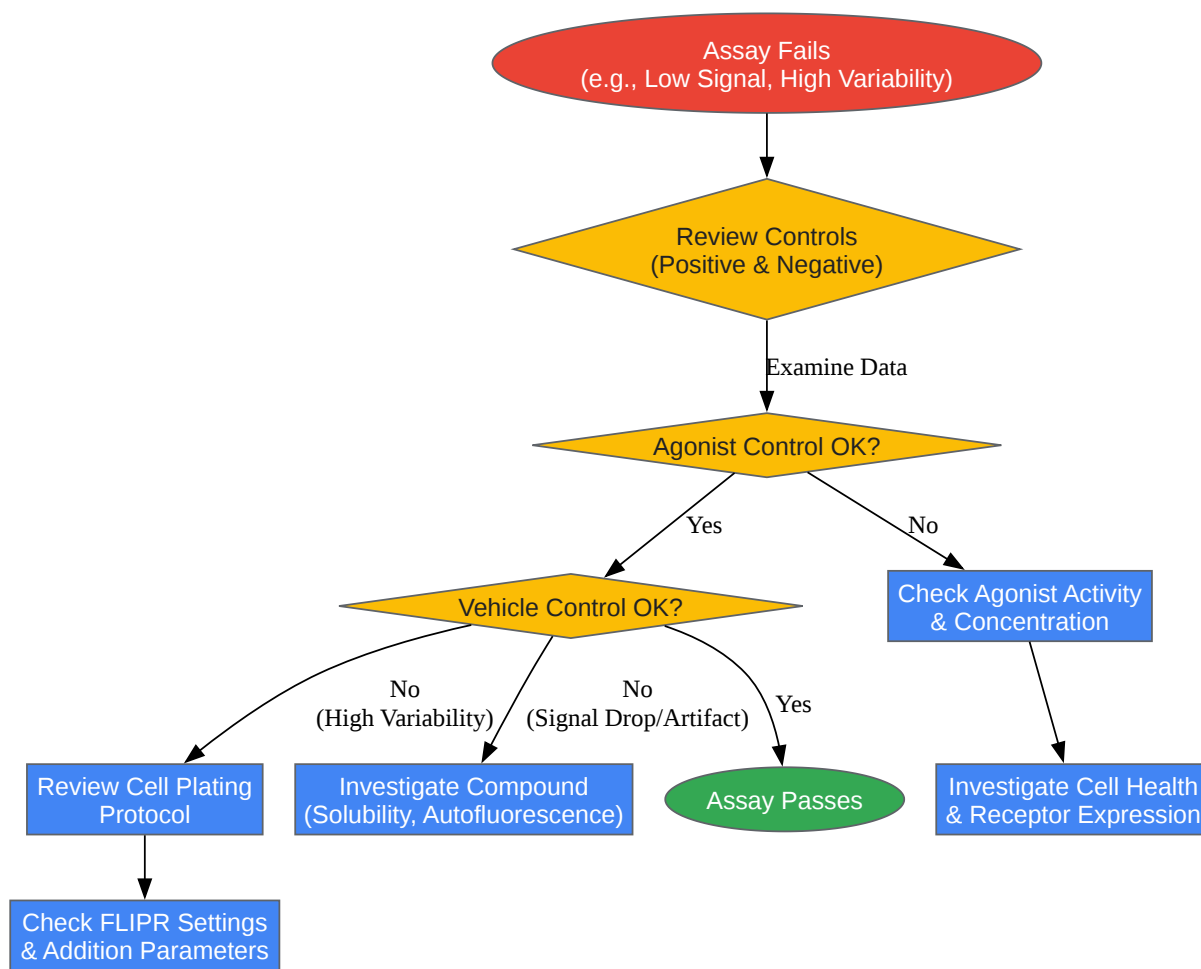 Assay Fails
(e.g., Low Signal, High Variability)
Review Controls
(Positive & Negative)
Examine Data
Agonist Control OK?
Yes
No
Vehicle Control OK?
Check Agonist Activity
& Concentration
No
(High Variability)
No
(Signal Drop/Artifact)
Yes
Review Cell Plating
Protocol
Investigate Compound
(Solubility, Autofluorescence)
Assay Passes
Investigate Cell Health
& Receptor Expression
Check FLIPR Settings
& Addition Parameters